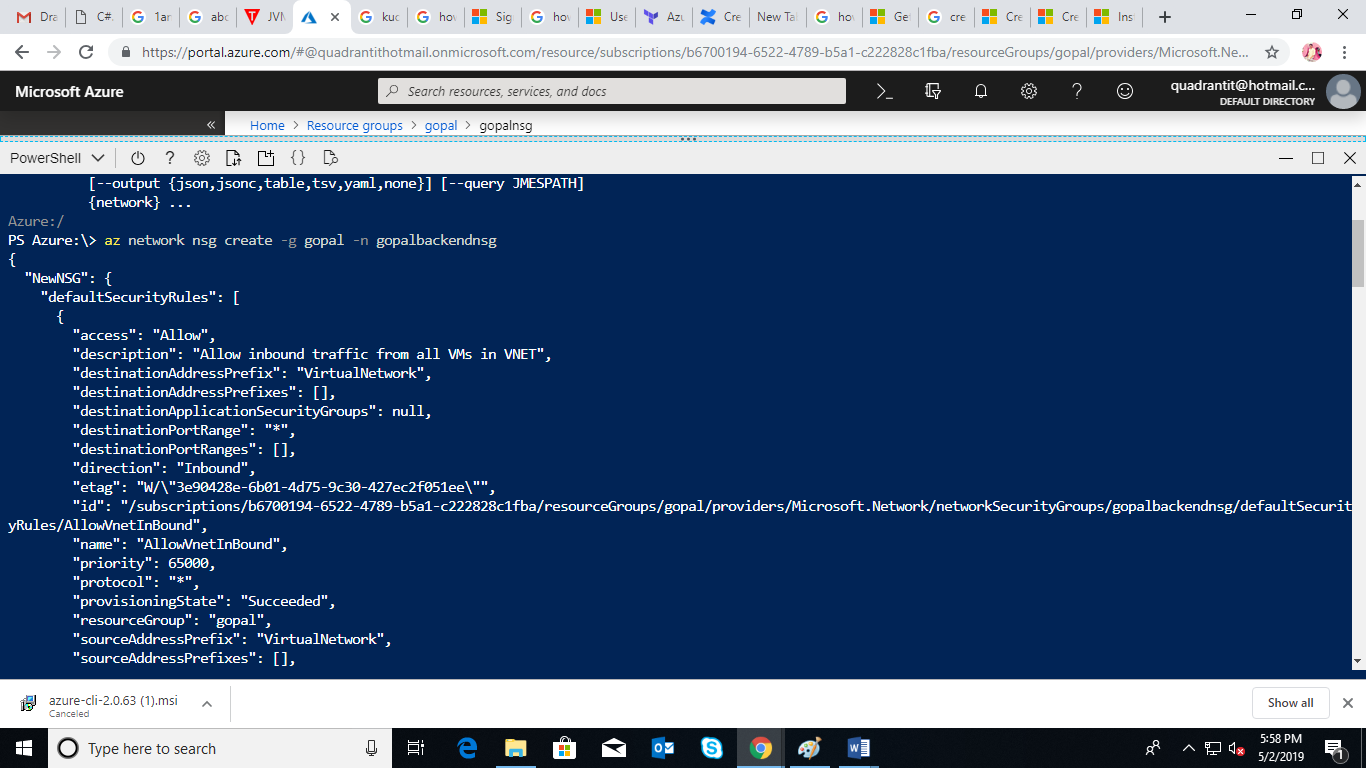 Dra
C#.
1an
abc
JVM
kuc
how
Sig
how
Use
Azu
Cre
New Tab
how
Get
cre
Cre
Cre
Ins
https://portal.azure.com/#@quadrantithotmail.onmicrosoft.com/resource/subscriptions/b6700194-6522-4789-b5a1-c222828c1fba/resourceGroups/gopal/providers/Microsoft.Ne...
Microsoft Azure
Search resources, services, and docs
quadrantit@hotmail.c...
DEFAULT DIRECTORY
Home > Resource groups > gopal > gopalnsg
PowerShell
[--output {json,jsonc,table,tsv,yaml,none}] [--query JMESPATH]
{network} ...
Azure:/
PS Azure:\> az network nsg create -g gopal -n gopalbackendnsg
{
"NewNSG": {
"defaultSecurityRules": [
{
"access": "Allow",
"description": "Allow inbound traffic from all VMs in VNET",
"destinationAddressPrefix": "VirtualNetwork",
"destinationAddressPrefixes": [],
"destinationApplicationSecurityGroups": null,
"destinationPortRange": "*",
"destinationPortRanges": [],
"direction": "Inbound",
"etag": "W/\"3e90428e-6b01-4d75-9c30-427ec2f051ee\"",
"id": "/subscriptions/b6700194-6522-4789-b5a1-c222828c1fba/resourceGroups/gopal/providers/Microsoft.Network/networkSecurityGroups/gopalbackendnsg/defaultSecurit
yRules/AllowVnetInBound",
"name": "AllowVnetInBound",
"priority": 65000,
"protocol": "*",
"provisioningState": "Succeeded",
"resourceGroup": "gopal",
"sourceAddressPrefix": "VirtualNetwork",
"sourceAddressPrefixes": [],
azure-cli-2.0.63 (1).msi
Canceled
Show all
Type here to search
5:58 PM
5/2/2019
1